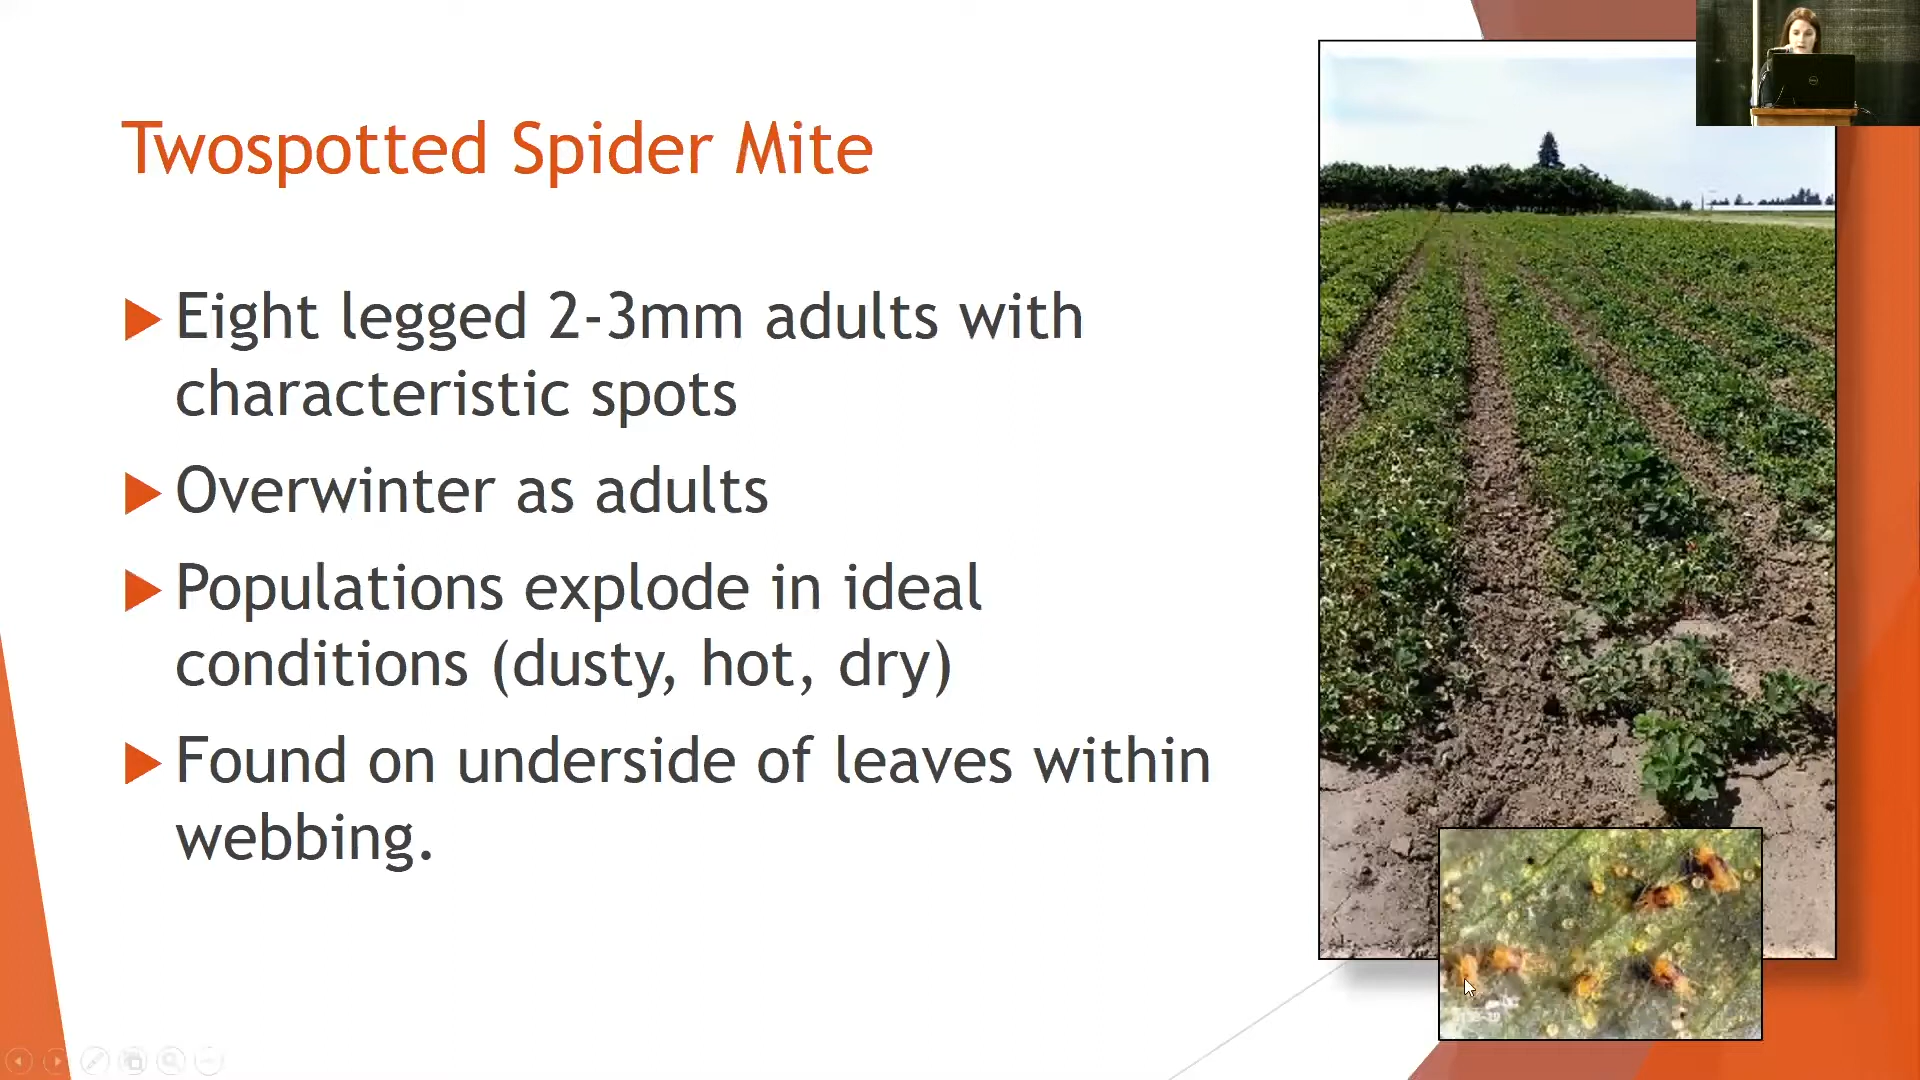 Twospotted Spider Mite
Eight legged 2-3mm adults with
characteristic spots
Overwinter as adults
Populations explode in ideal
conditions (dusty, hot, dry)
Found on underside of leaves within
webbing.